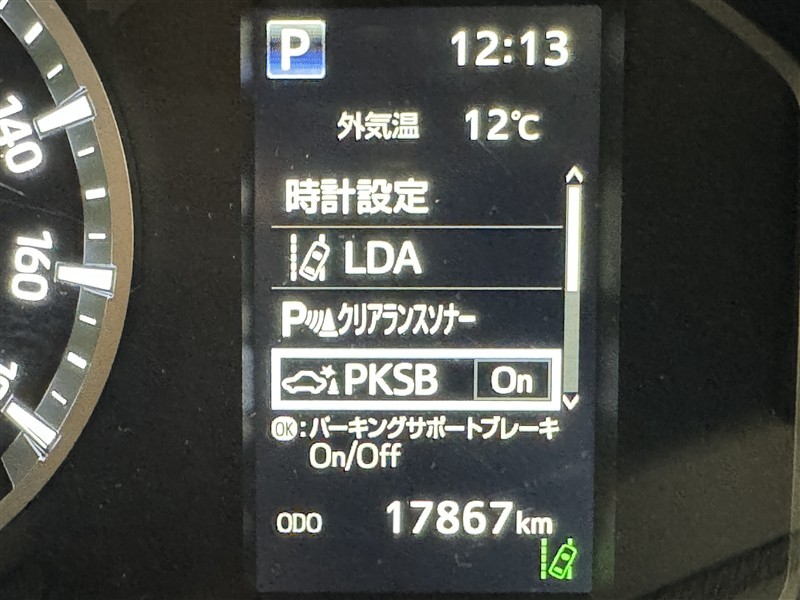 P 12:13
外気温 12℃
時計設定
LDA
Pクリアランスソナー
PKSB On
OK:パーキングサポートブレーキ
On/Off
ODO 17867km
140
160